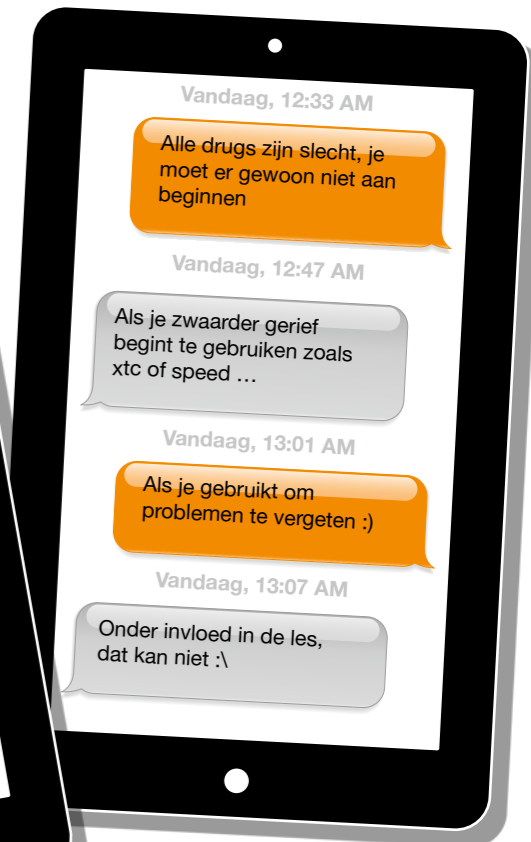 Vandaag, 12:33 AM
Alle drugs zijn slecht, je
moet er gewoon niet aan
beginnen
Vandaag, 12:47 AM
Als je zwaarder gerief
begint te gebruiken zoals
xtc of speed …
Vandaag, 13:01 AM
Als je gebruikt om
problemen te vergeten :)
Vandaag, 13:07 AM
Onder invloed in de les,
dat kan niet :\